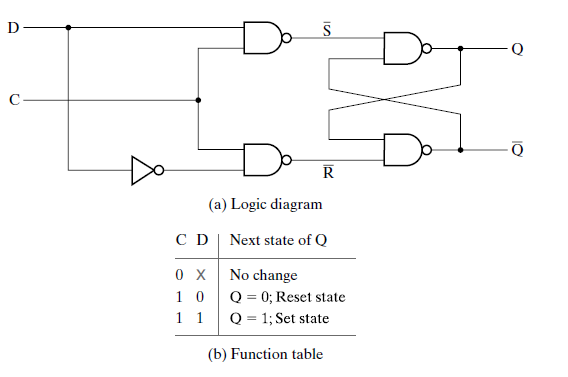 D
S̅
Q
C
R̅
Q̅
(a) Logic diagram
C D Next state of Q
0 X No change
1 0 Q = 0; Reset state
1 1 Q = 1; Set state
(b) Function table